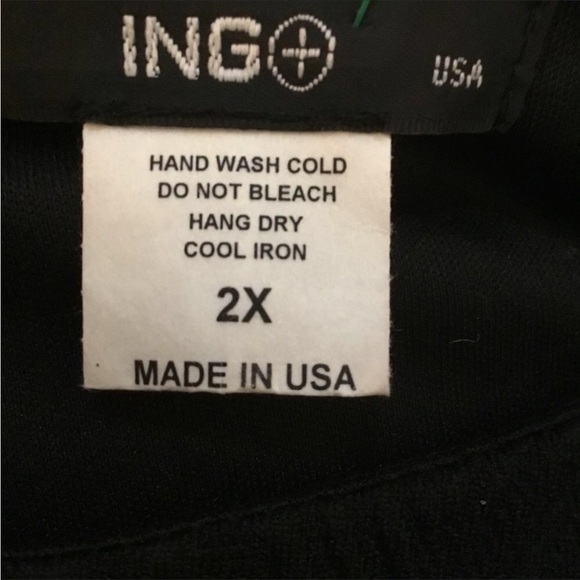 ING+ USA
HAND WASH COLD
DO NOT BLEACH
HANG DRY
COOL IRON
2X
MADE IN USA